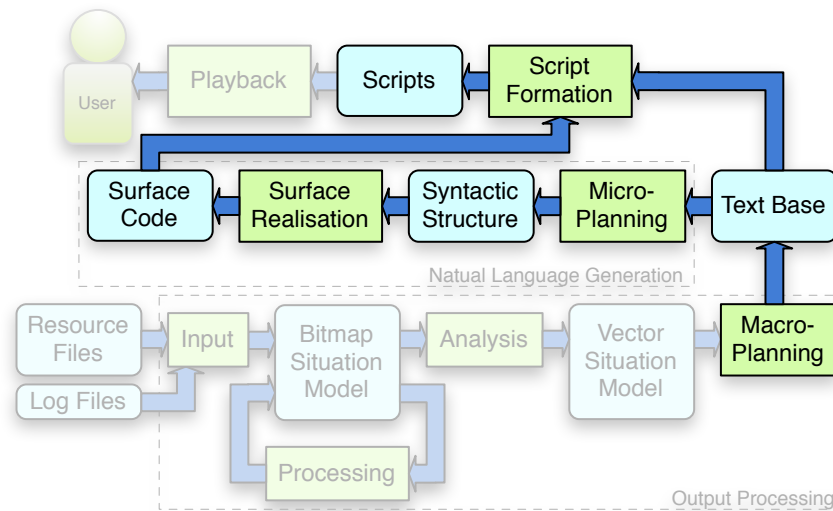 User
Playback
Scripts
Script
Formation
Surface
Code
Surface
Realisation
Syntactic
Structure
Micro-
Planning
Text Base
Natual Language Generation
Resource
Files
Log Files
Input
Bitmap
Situation
Model
Analysis
Vector
Situation
Model
Macro-
Planning
Processing
Output Processing